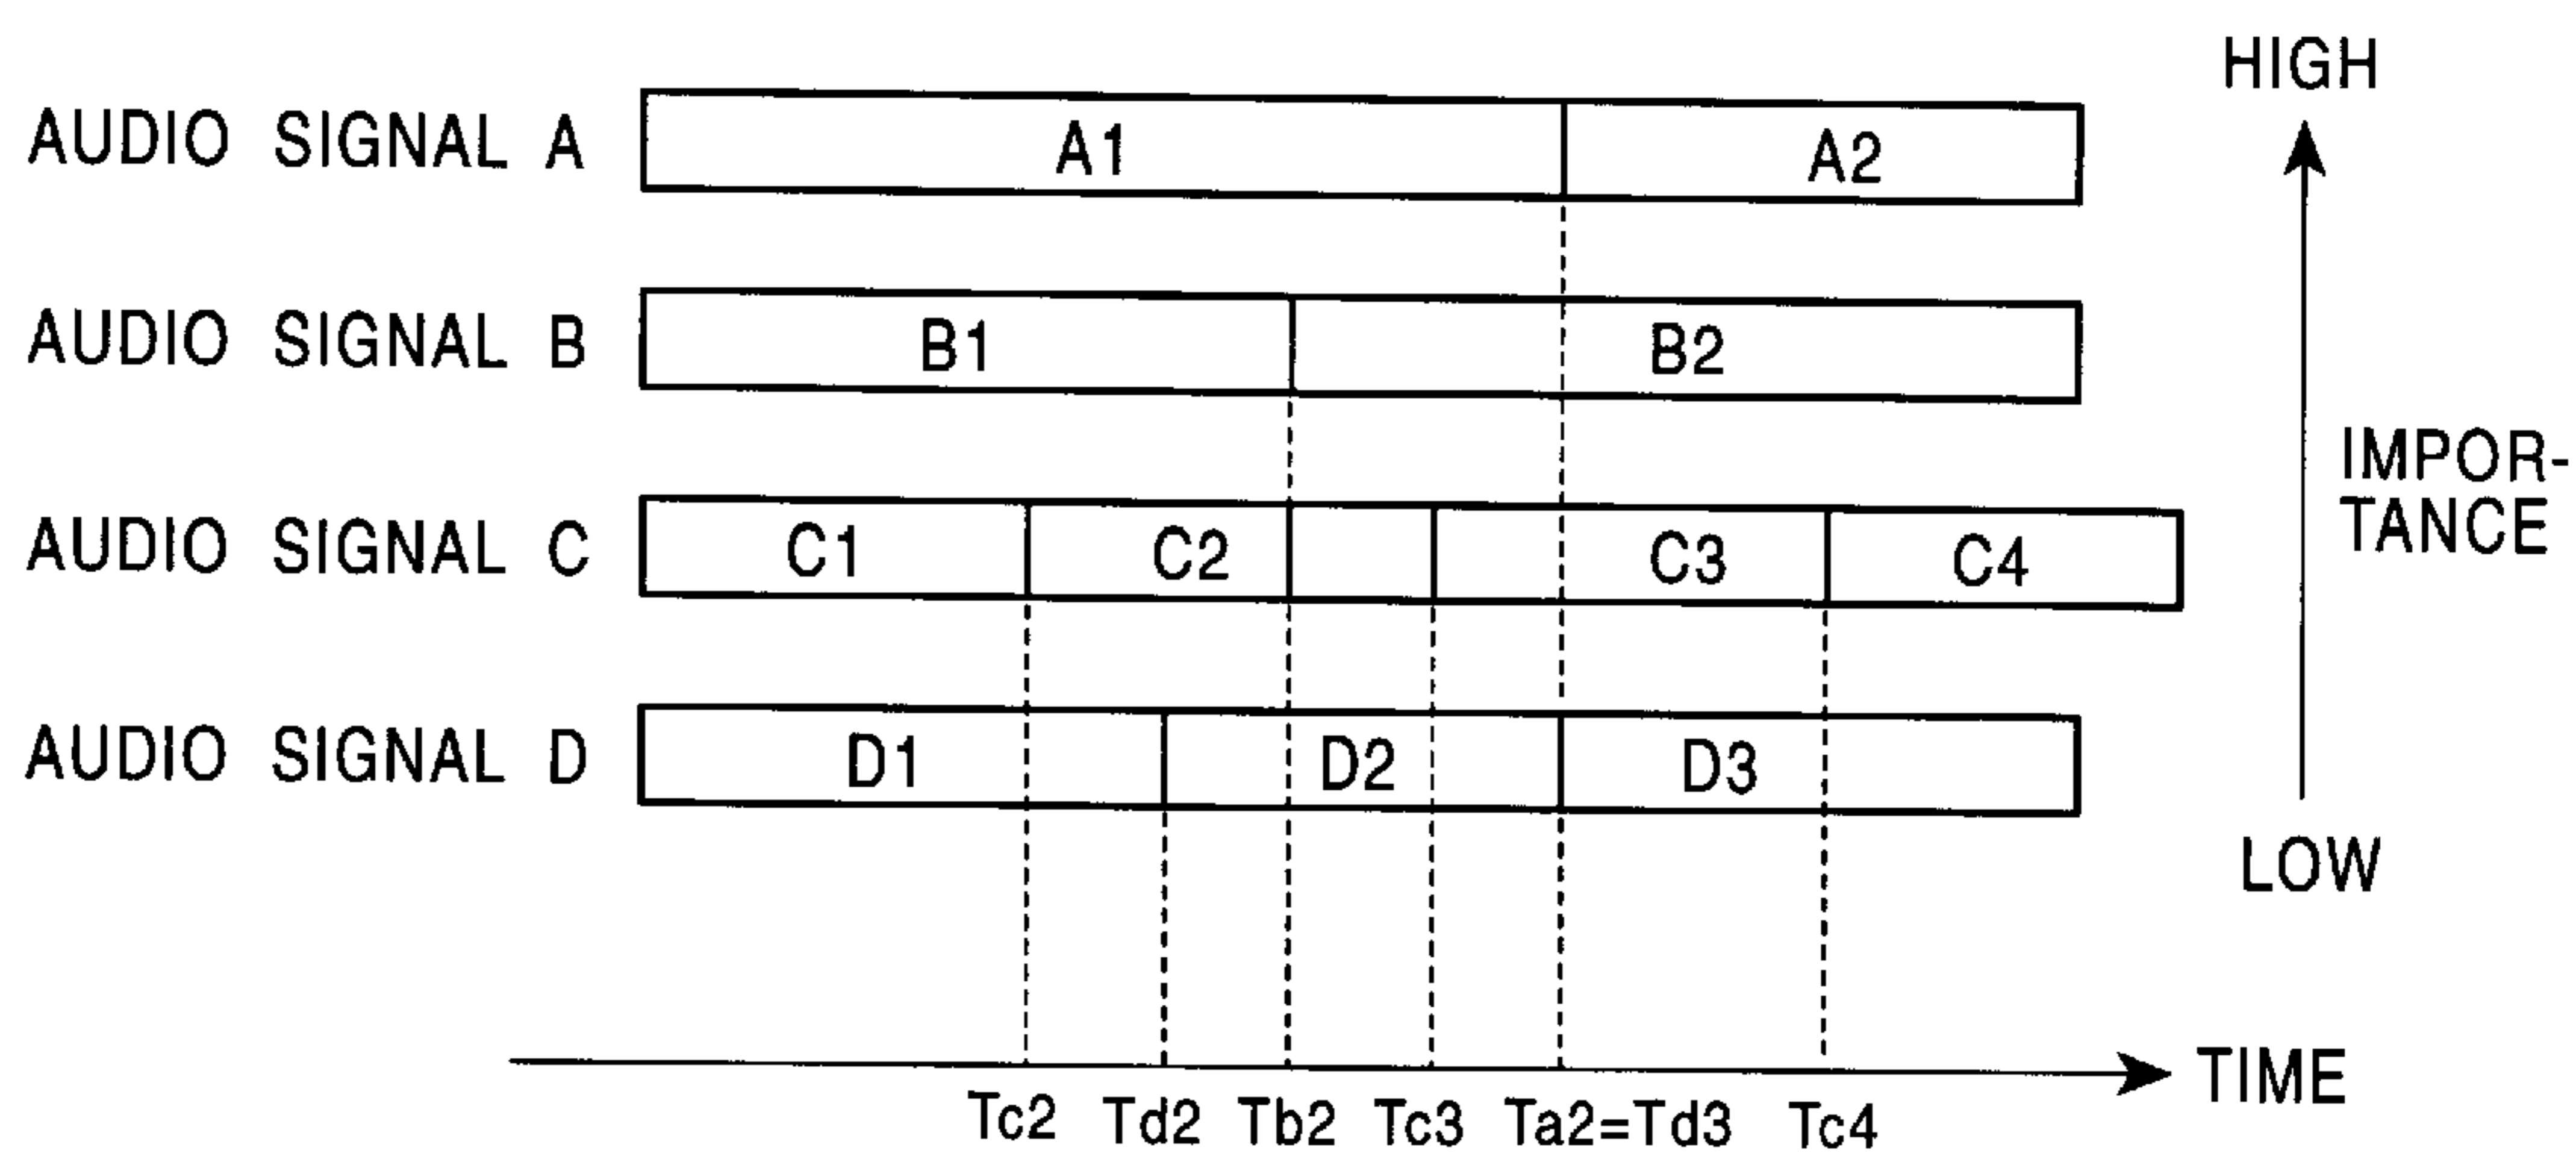 HIGH
AUDIO SIGNAL A
A1
A2
AUDIO SIGNAL B
B1
B2
IMPOR-
TANCE
AUDIO SIGNAL C
C1
C2
C3
C4
AUDIO SIGNAL D
D1
D2
D3
LOW
TIME
Tc2
Td2
Tb2
Tc3
Ta2=Td3
Tc4